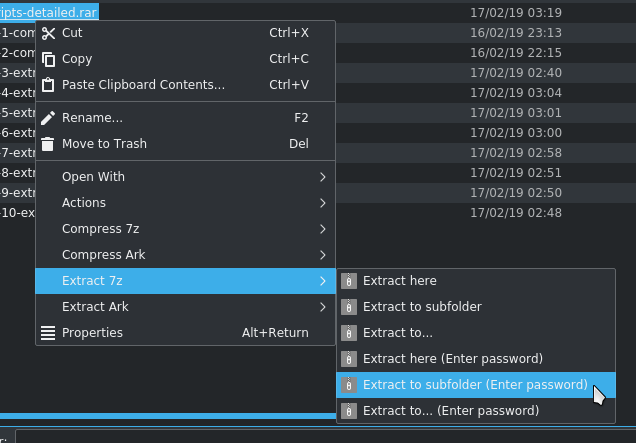 ipts-detailed.rar 17/02/19 03:19
-1-com 16/02/19 23:13
-2-com 16/02/19 22:15
-3-extr 17/02/19 02:40
-4-extr 17/02/19 03:04
-5-extr 17/02/19 03:01
-6-extr 17/02/19 03:00
-7-extr 17/02/19 02:58
-8-extr 17/02/19 02:51
-9-extr 17/02/19 02:50
-10-ex 17/02/19 02:48
Cut Ctrl+X
Copy Ctrl+C
Paste Clipboard Contents... Ctrl+V
Rename... F2
Move to Trash Del
Open With
Actions
Compress 7z
Compress Ark
Extract 7z
Extract Ark
Properties Alt+Return
Extract here
Extract to subfolder
Extract to...
Extract here (Enter password)
Extract to subfolder (Enter password)
Extract to... (Enter password)